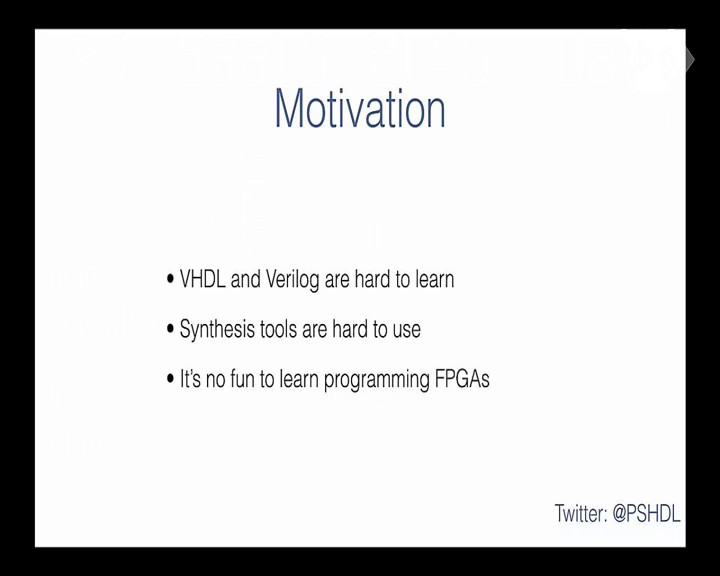 Motivation
• VHDL and Verilog are hard to learn
• Synthesis tools are hard to use
• It's no fun to learn programming FPGAs
Twitter: @PSHDL